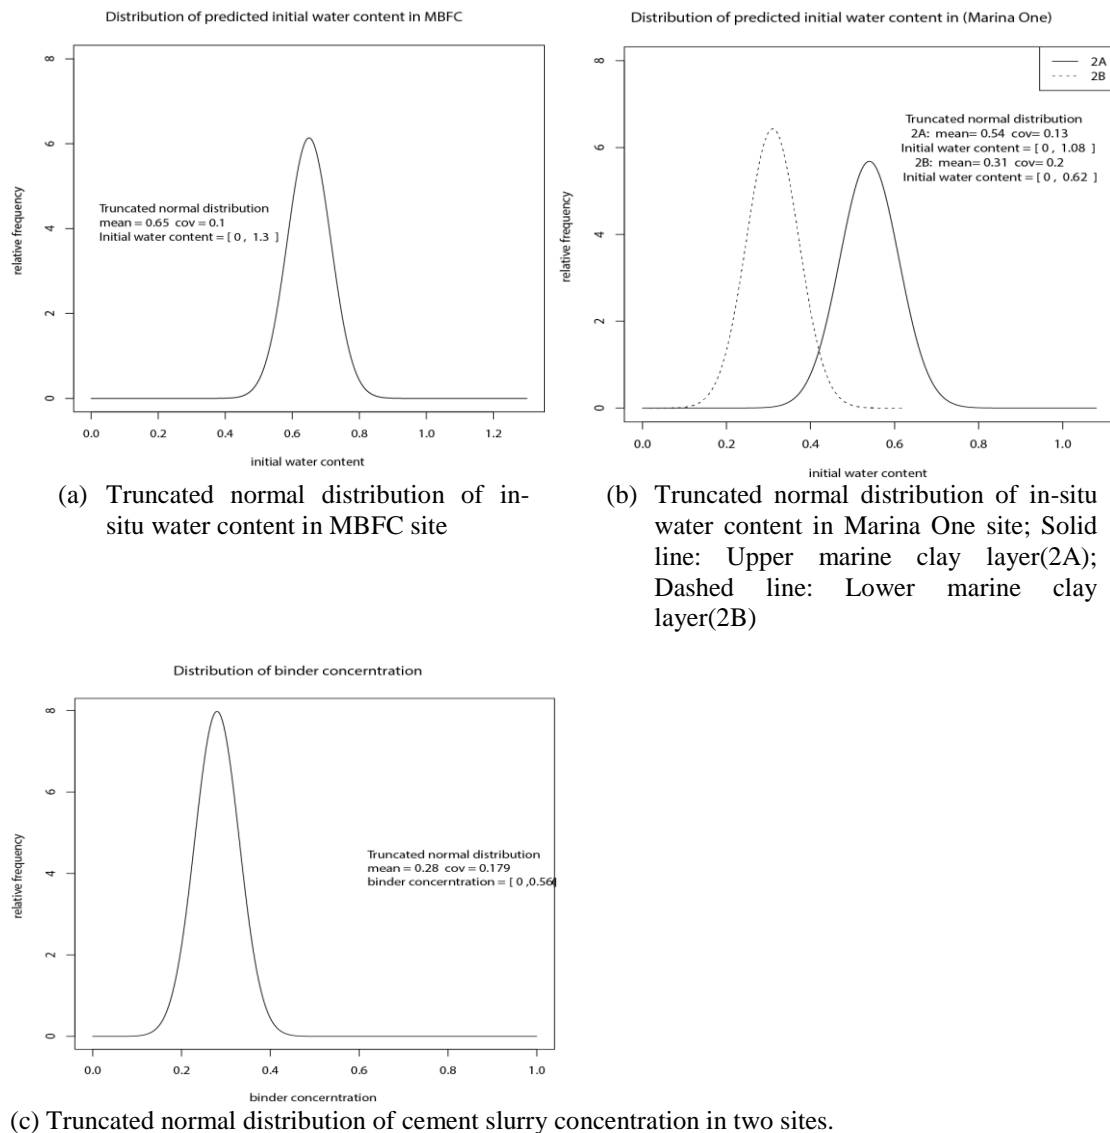 Distribution of predicted initial water content in MBFC
relative frequency
8
6
4
2
0
Truncated normal distribution
mean = 0.65 cov = 0.1
Initial water content = [ 0 , 1.3 ]
0.0 0.2 0.4 0.6 0.8 1.0 1.2
initial water content
(a) Truncated normal distribution of in-
situ water content in MBFC site
Distribution of predicted initial water content in (Marina One)
relative frequency
8
6
4
2
0
2A
2B
Truncated normal distribution
2A: mean= 0.54 cov= 0.13
Initial water content = [ 0 , 1.08 ]
2B: mean= 0.31 cov= 0.2
Initial water content = [ 0 , 0.62 ]
0.0 0.2 0.4 0.6 0.8 1.0
initial water content
(b) Truncated normal distribution of in-situ
water content in Marina One site; Solid
line: Upper marine clay layer(2A);
Dashed line: Lower marine clay
layer(2B)
Distribution of binder concerntration
relative frequency
8
6
4
2
0
Truncated normal distribution
mean = 0.28 cov = 0.179
binder concerntration = [ 0 ,0.56]
0.0 0.2 0.4 0.6 0.8 1.0
binder concerntration
(c) Truncated normal distribution of cement slurry concentration in two sites.